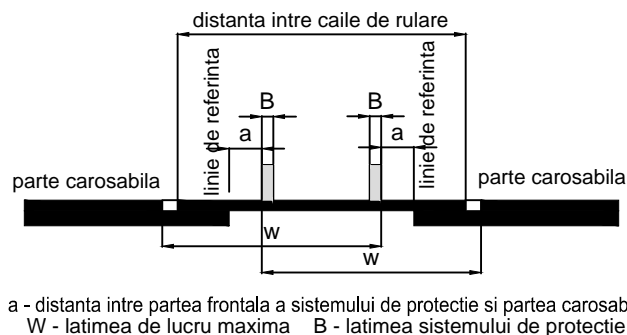 distanta intre caile de rulare
linie de referinta
B
B
linie de referinta
a
a
parte carosabila
parte carosabila
w
w
a - distanta intre partea frontala a sistemului de protectie si partea carosab
W - latimea de lucru maxima B - latimea sistemului de protectie